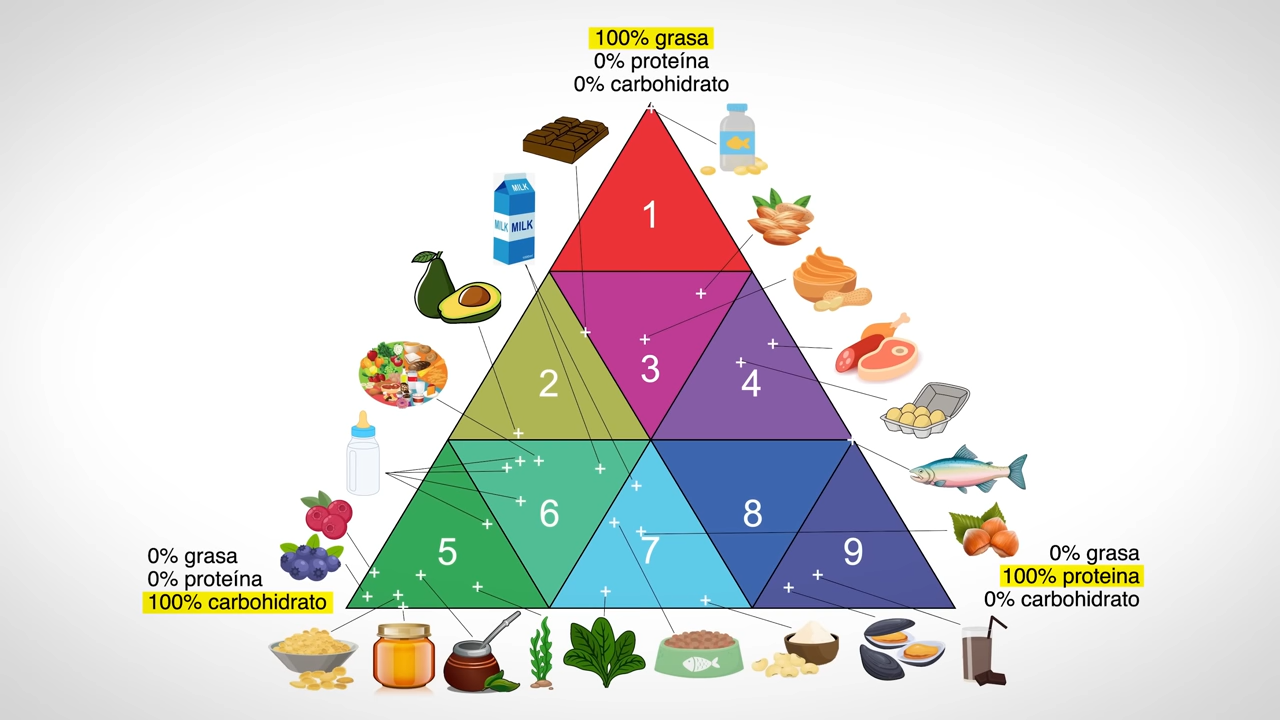 100% grasa
0% proteína
0% carbohidrato
MILK
MILK
MILK
1
2
3
4
5
6
7
8
9
0% grasa
0% proteína
100% carbohidrato
0% grasa
100% proteina
0% carbohidrato